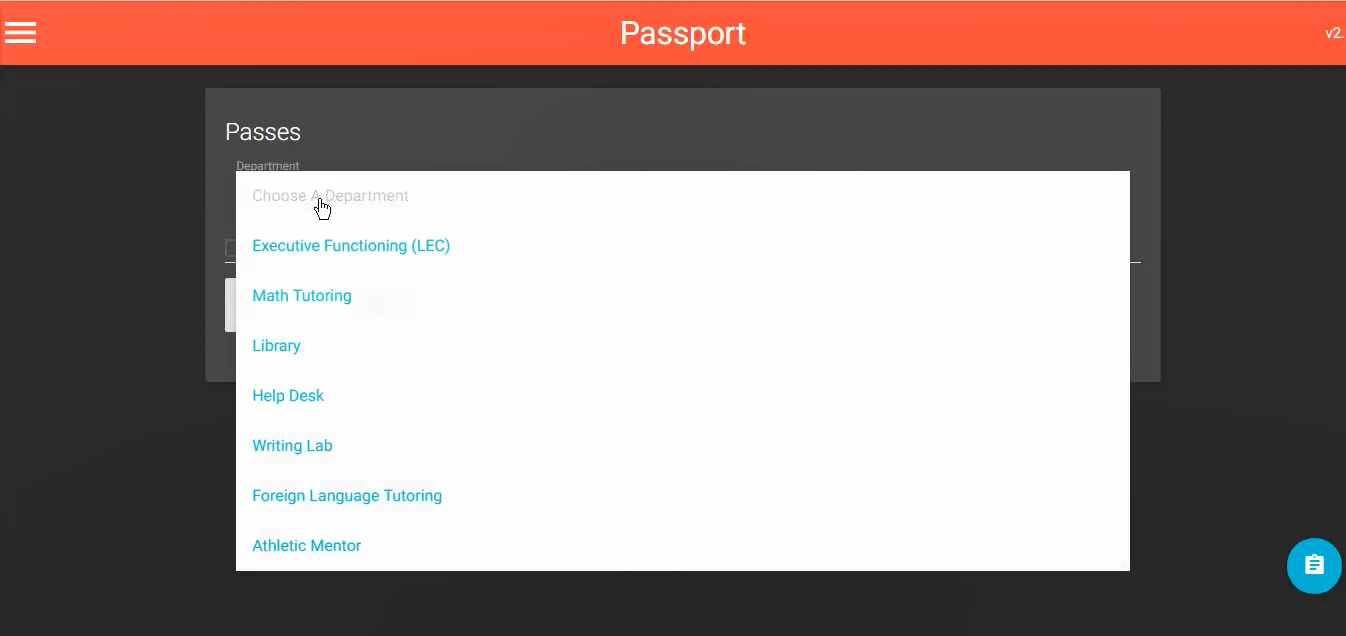 Passport
v2.
Passes
Department
Choose A Department
Executive Functioning (LEC)
Math Tutoring
Library
Help Desk
Writing Lab
Foreign Language Tutoring
Athletic Mentor